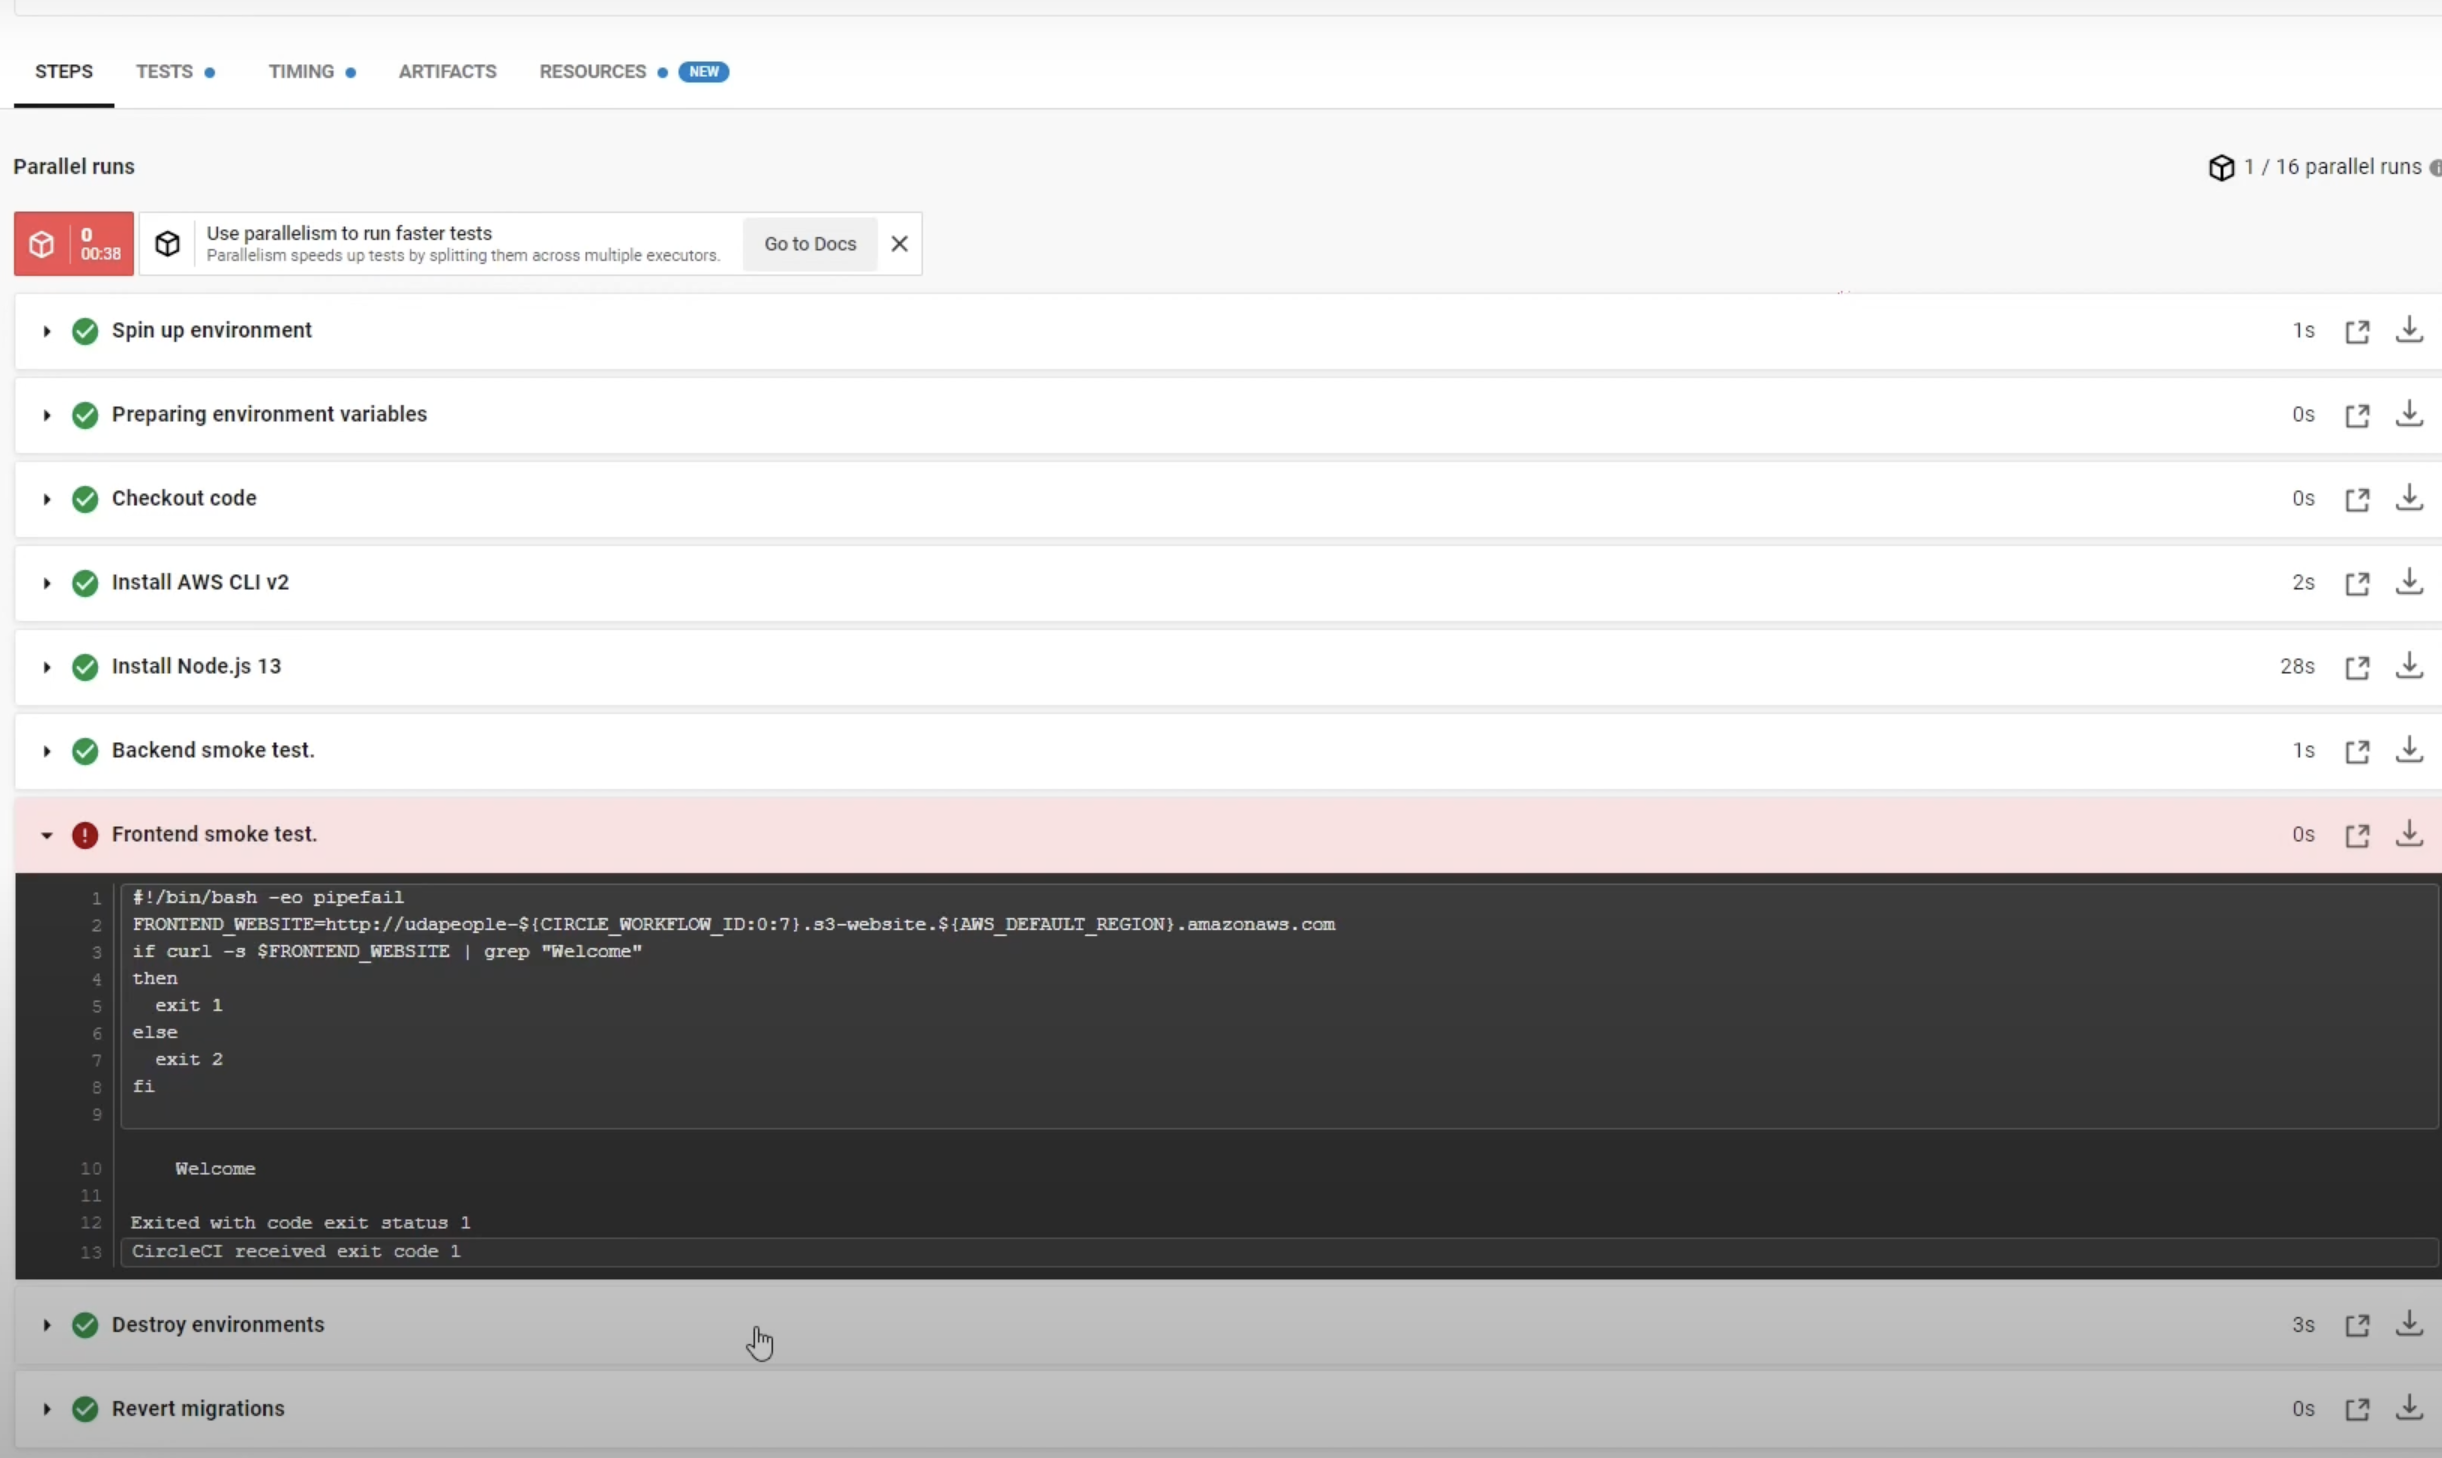 STEPS TESTS TIMING ARTIFACTS RESOURCES NEW
Parallel runs
1 / 16 parallel runs
0
00:38
Use parallelism to run faster tests
Parallelism speeds up tests by splitting them across multiple executors.
Go to Docs
Spin up environment 1s
Preparing environment variables 0s
Checkout code 0s
Install AWS CLI v2 2s
Install Node.js 13 28s
Backend smoke test. 1s
Frontend smoke test. 0s
1 #!/bin/bash -eo pipefail
2 FRONTEND_WEBSITE=http://udapeople-${CIRCLE_WORKFLOW_ID:0:7}.s3-website.${AWS_DEFAULT_REGION}.amazonaws.com
3 if curl -s $FRONTEND_WEBSITE | grep "Welcome"
4 then
5   exit 1
6 else
7   exit 2
8 fi
9
10     Welcome
11
12 Exited with code exit status 1
13 CircleCI received exit code 1
Destroy environments 3s
Revert migrations 0s